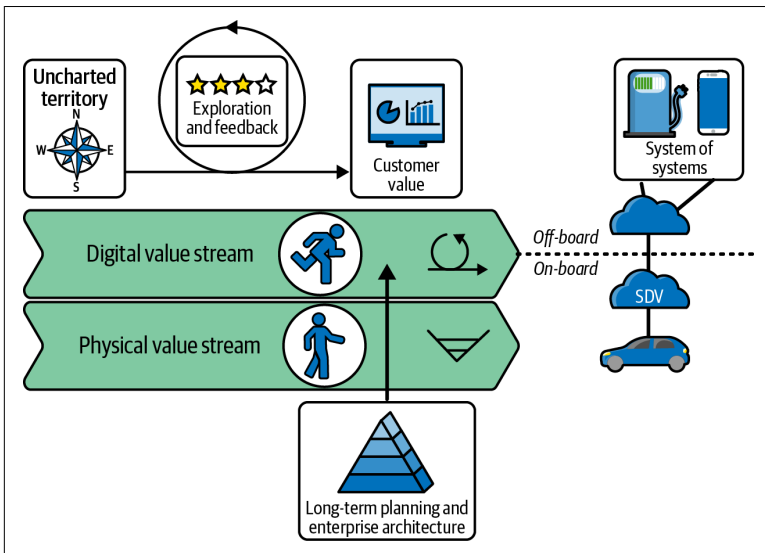 Uncharted
territory
N
W
E
S
Exploration
and feedback
Customer
value
System of
systems
Digital value stream
Off-board
On-board
SDV
Physical value stream
Long-term planning and
enterprise architecture